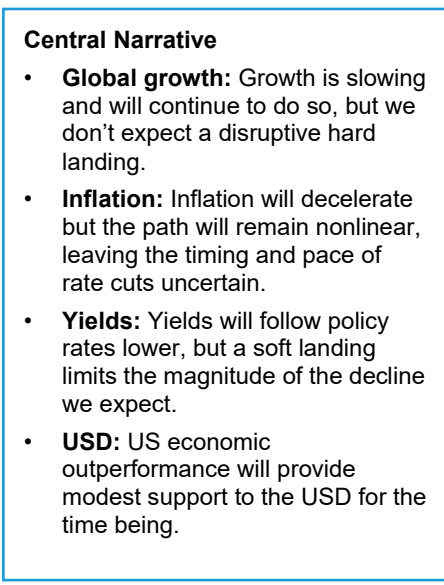 Central Narrative
• Global growth: Growth is slowing
and will continue to do so, but we
don’t expect a disruptive hard
landing.
• Inflation: Inflation will decelerate
but the path will remain nonlinear,
leaving the timing and pace of
rate cuts uncertain.
• Yields: Yields will follow policy
rates lower, but a soft landing
limits the magnitude of the decline
we expect.
• USD: US economic
outperformance will provide
modest support to the USD for the
time being.